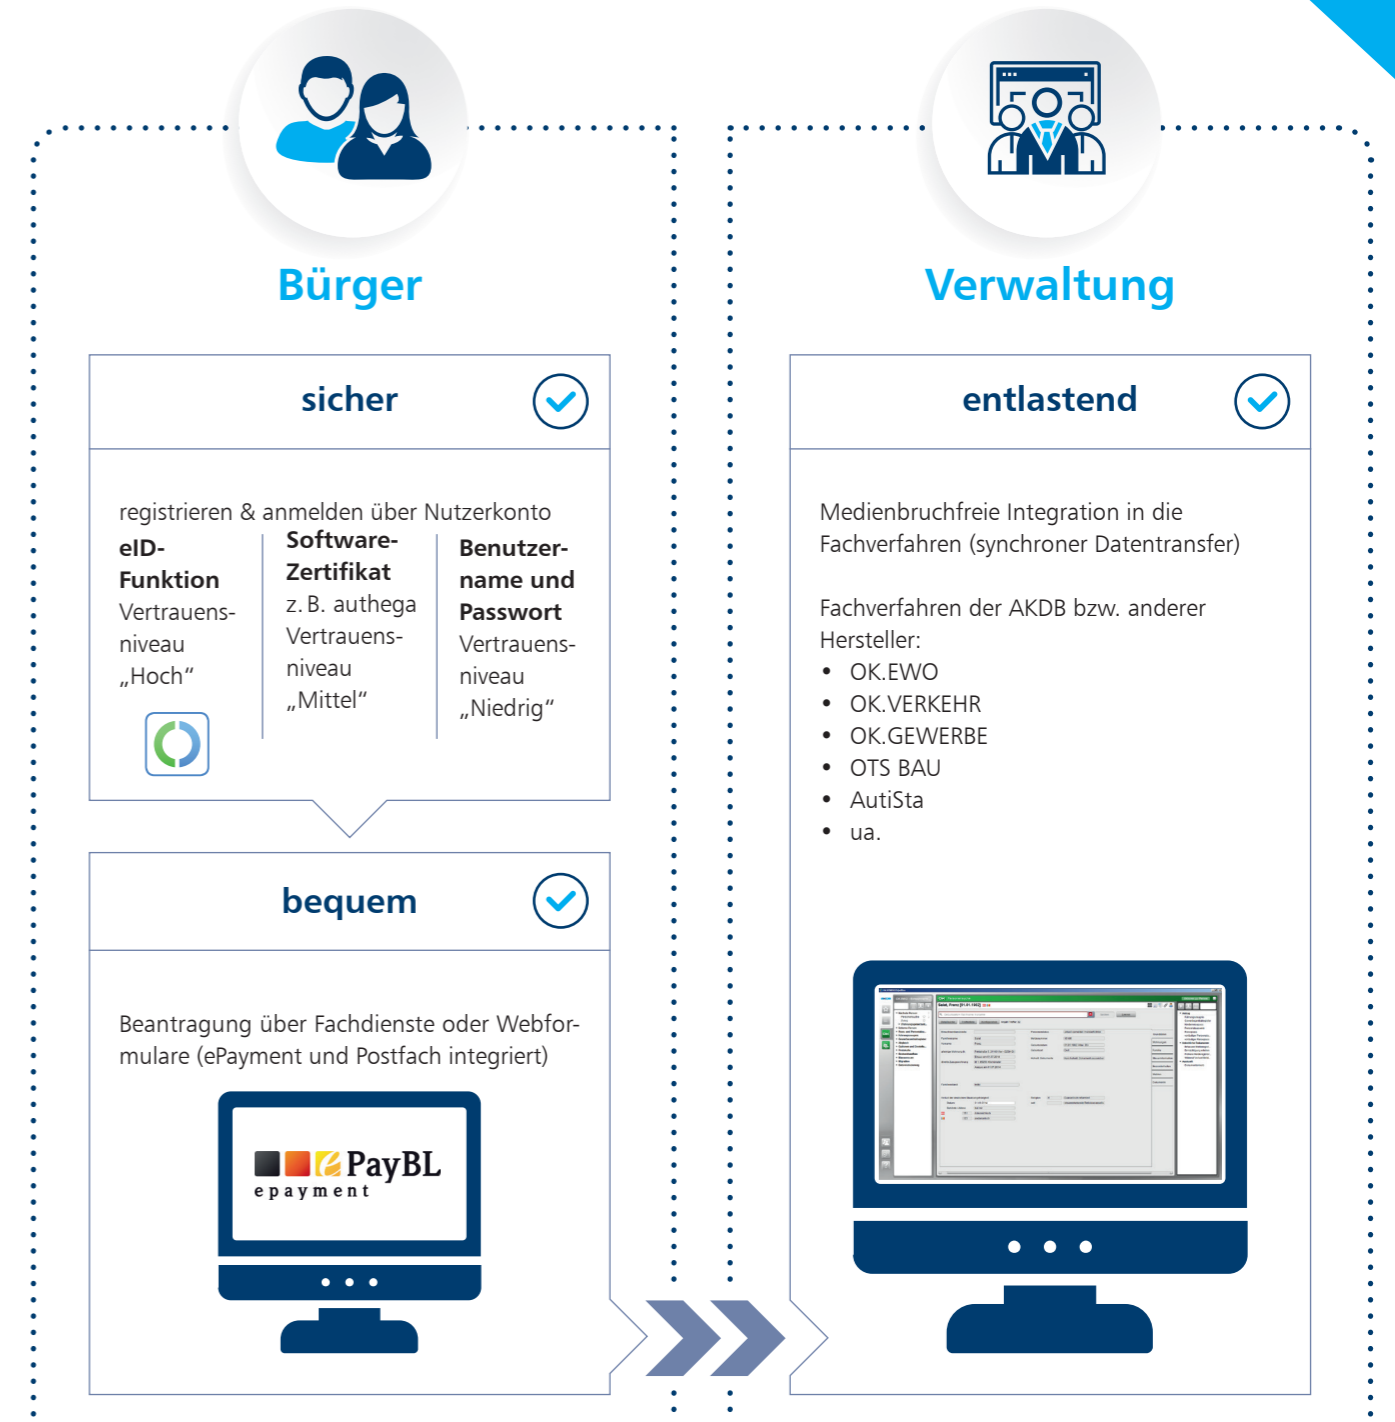 Bürger
sicher
registrieren & anmelden über Nutzerkonto
eID-
Funktion
Vertrauens-
niveau
„Hoch“
Software-
Zertifikat
z. B. authega
Vertrauens-
niveau
„Mittel“
Benutzer-
name und
Passwort
Vertrauens-
niveau
„Niedrig“
bequem
Beantragung über Fachdienste oder Webfor-
mulare (ePayment und Postfach integriert)
e PayBL
epayment
Verwaltung
entlastend
Medienbruchfreie Integration in die
Fachverfahren (synchroner Datentransfer)
Fachverfahren der AKDB bzw. anderer
Hersteller:
• OK.EWO
• OK.VERKEHR
• OK.GEWERBE
• OTS BAU
• AutiSta
• ua.